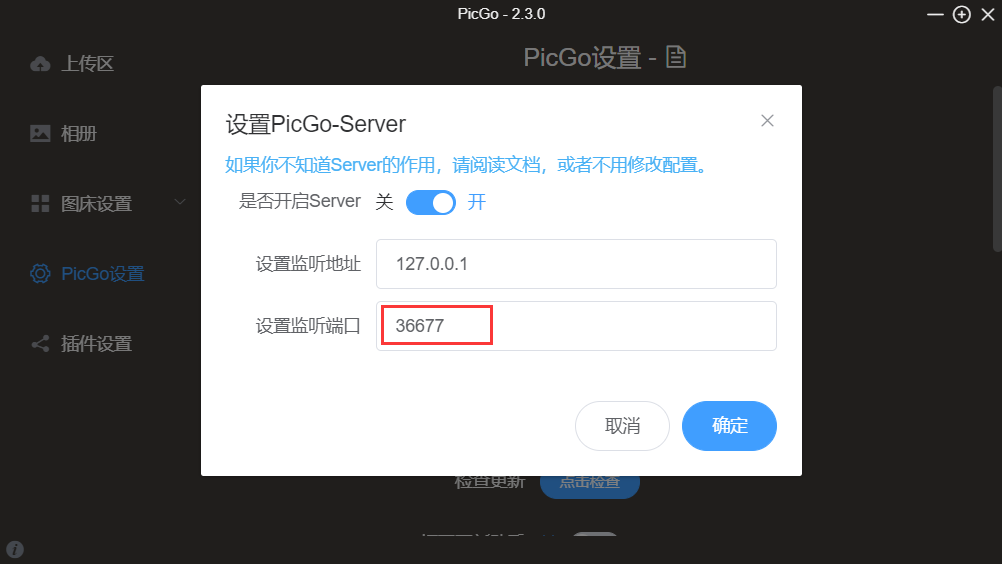 PicGo - 2.3.0
上传区
相册
图床设置
PicGo设置
插件设置
PicGo设置 -
设置PicGo-Server
如果你不知道Server的作用，请阅读文档，或者不用修改配置。
是否开启Server 关 开
设置监听地址 127.0.0.1
设置监听端口 36677
取消 确定
检查更新 点击检查